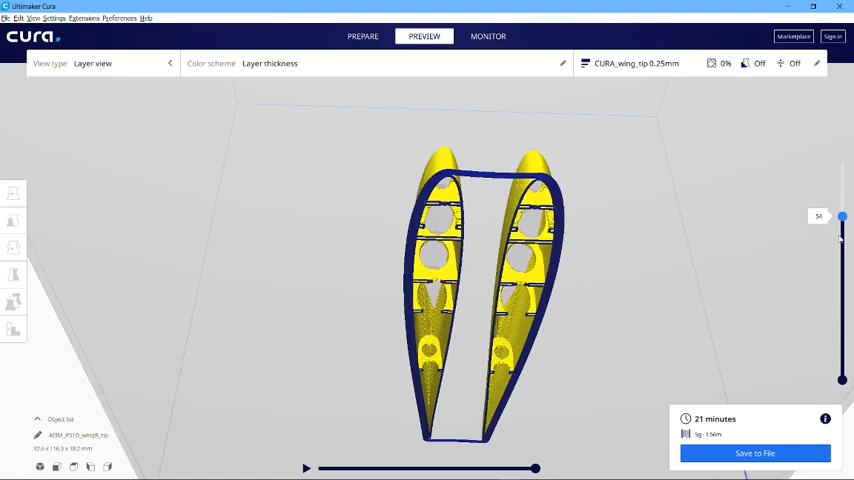 Ultimaker Cura
File Edit View Settings Extensions Preferences Help
cura. PREPARE PREVIEW MONITOR Marketplace Sign in
View type Layer view Color scheme Layer thickness CURA_wing_tip 0.25mm 0% Off Off
54
Object list
AERM_P51D_wingR_tip
32.6 x 116.3 x 18.2 mm
21 minutes
5g · 1.56m
Save to File